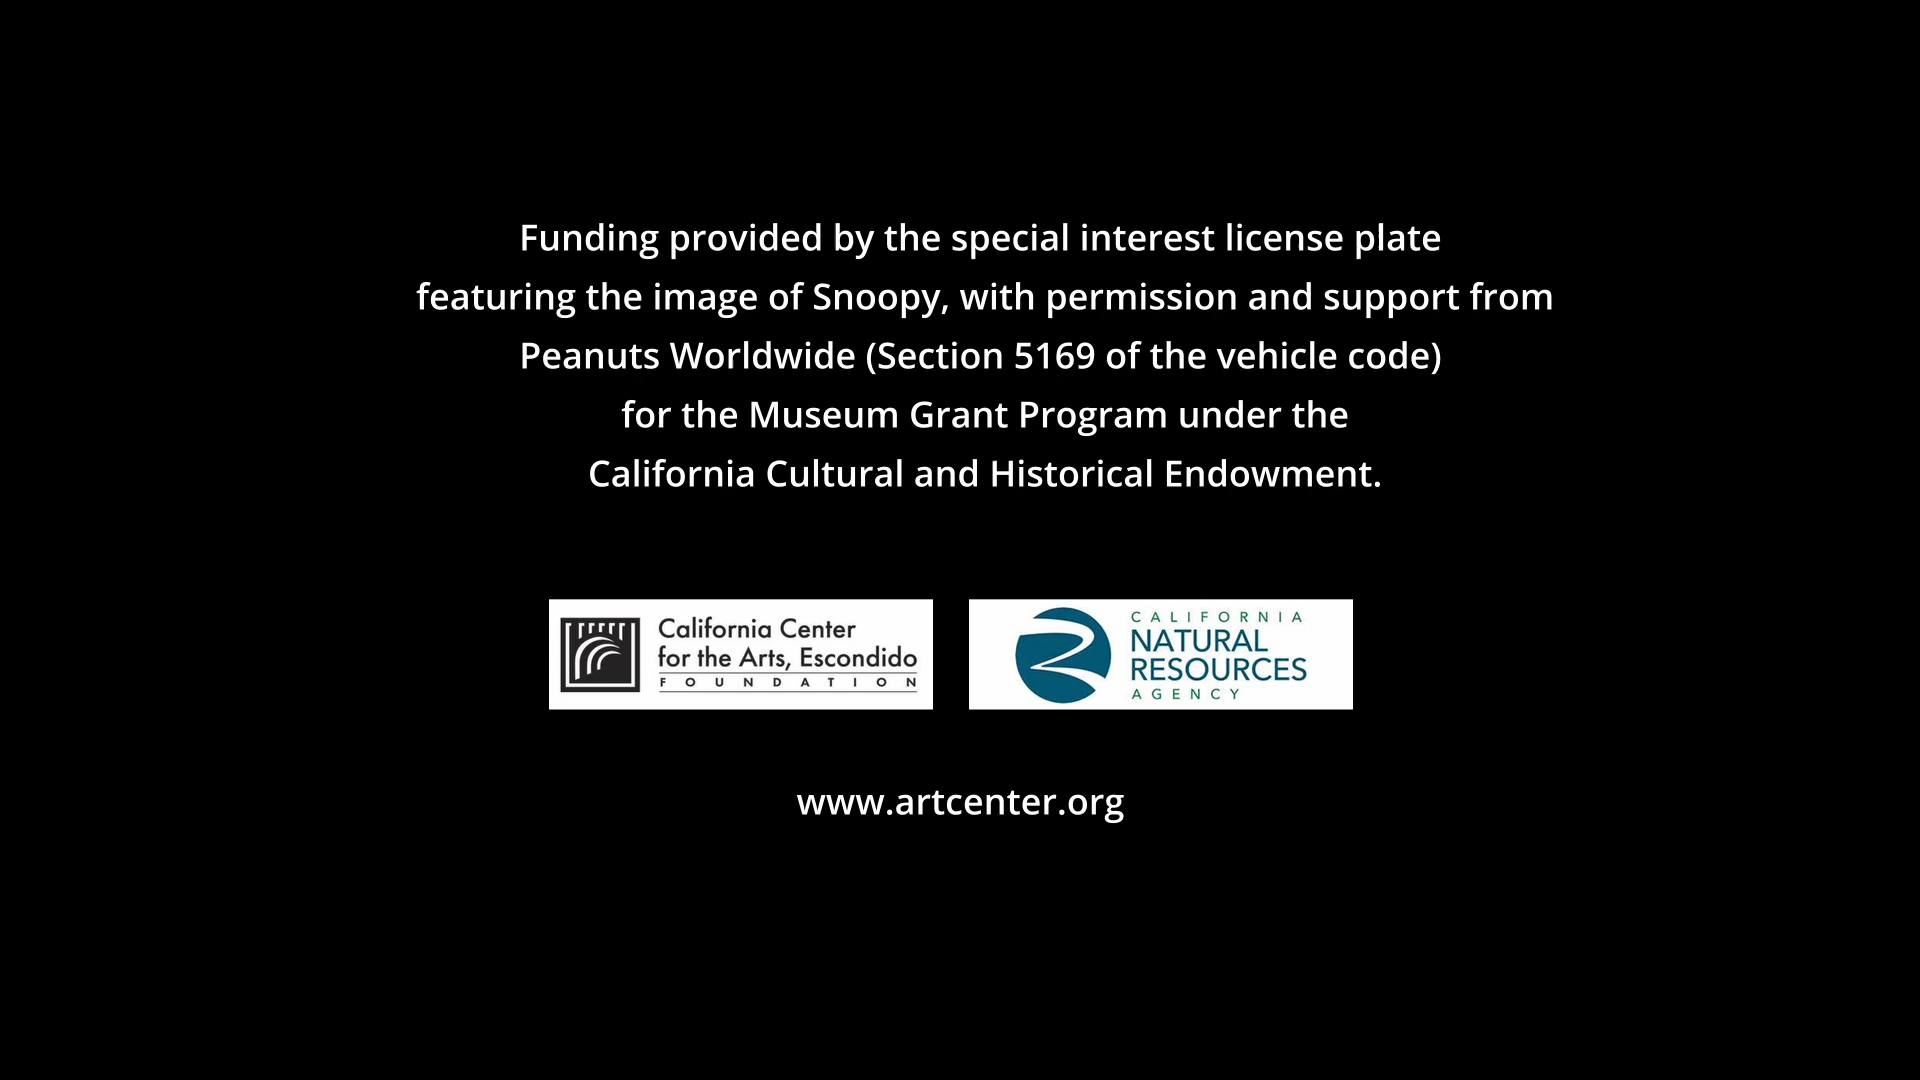 Funding provided by the special interest license plate
featuring the image of Snoopy, with permission and support from
Peanuts Worldwide (Section 5169 of the vehicle code)
for the Museum Grant Program under the
California Cultural and Historical Endowment.
California Center
for the Arts, Escondido
FOUNDATION
CALIFORNIA
NATURAL
RESOURCES
AGENCY
www.artcenter.org